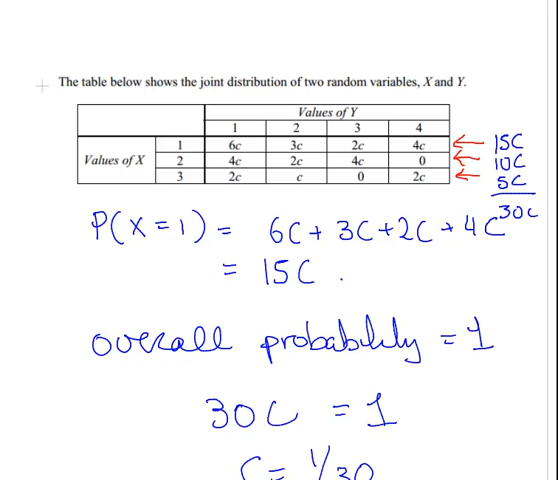 The table below shows the joint distribution of two random variables, X and Y.
Values of Y
1 2 3 4
Values of X 1 6c 3c 2c 4c 15C
2 4c 2c 4c 0 10C
3 2c c 0 2c 5C
30C
P(X = 1) = 6C + 3C + 2C + 4C
= 15C .
overall probability = 1
30C = 1
C = 1/30